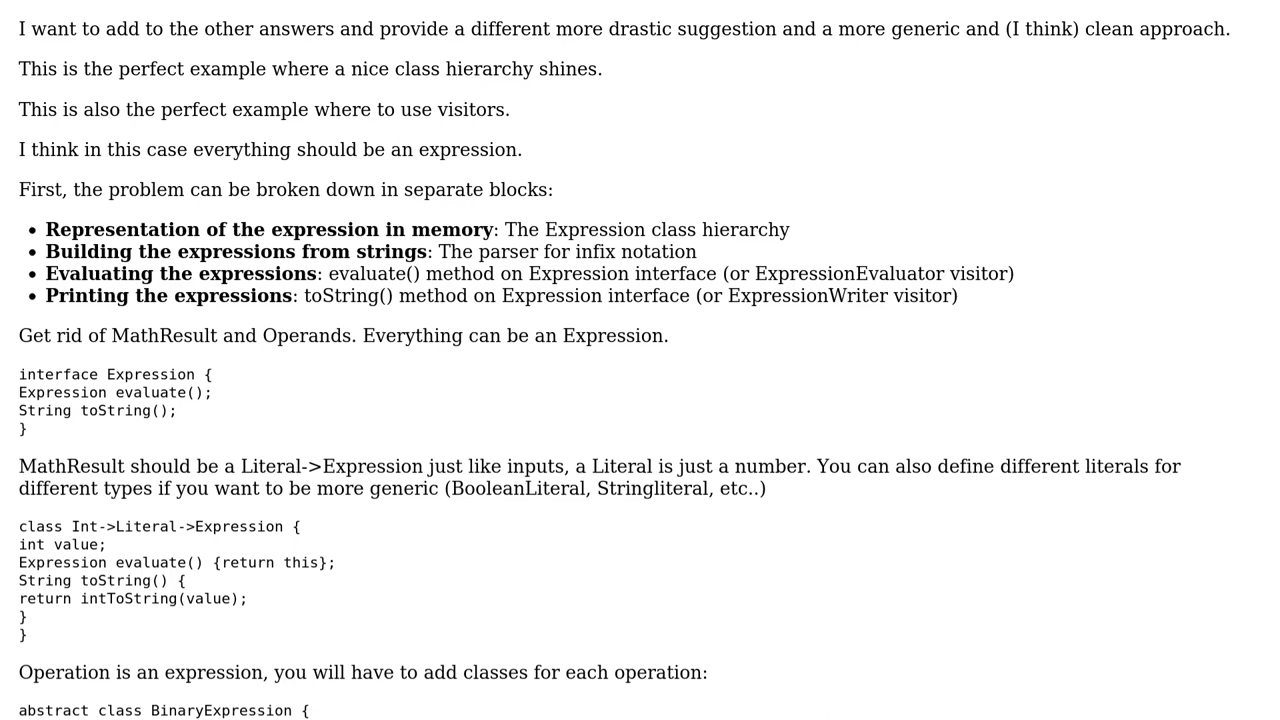 I want to add to the other answers and provide a different more drastic suggestion and a more generic and (I think) clean approach.
This is the perfect example where a nice class hierarchy shines.
This is also the perfect example where to use visitors.
I think in this case everything should be an expression.
First, the problem can be broken down in separate blocks:
• Representation of the expression in memory: The Expression class hierarchy
• Building the expressions from strings: The parser for infix notation
• Evaluating the expressions: evaluate() method on Expression interface (or ExpressionEvaluator visitor)
• Printing the expressions: toString() method on Expression interface (or ExpressionWriter visitor)
Get rid of MathResult and Operands. Everything can be an Expression.
interface Expression {
Expression evaluate();
String toString();
}
MathResult should be a Literal->Expression just like inputs, a Literal is just a number. You can also define different literals for
different types if you want to be more generic (BooleanLiteral, Stringliteral, etc..)
class Int->Literal->Expression {
int value;
Expression evaluate() {return this};
String toString() {
return intToString(value);
}
}
Operation is an expression, you will have to add classes for each operation:
abstract class BinaryExpression {